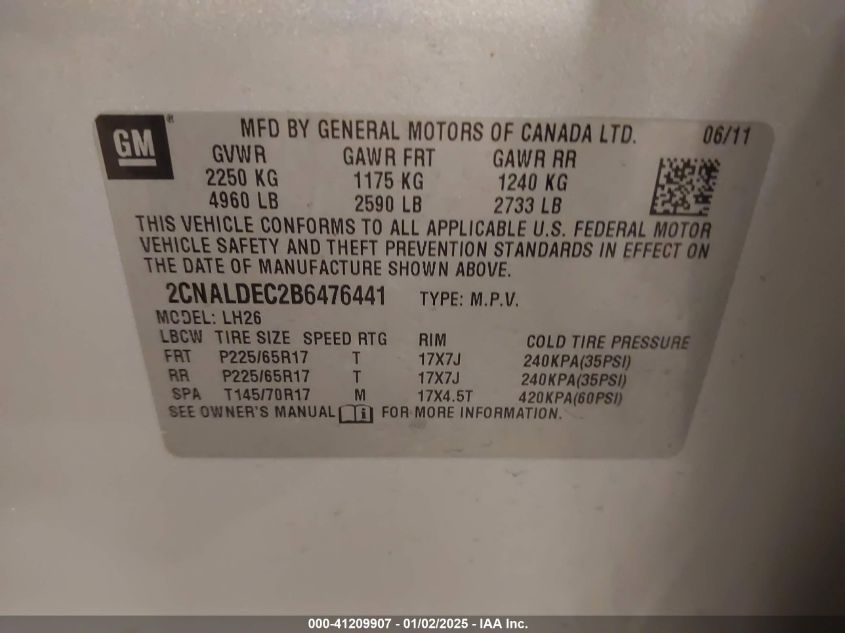 GM®
MFD BY GENERAL MOTORS OF CANADA LTD. 06/11
GVWR GAWR FRT GAWR RR
2250 KG 1175 KG 1240 KG
4960 LB 2590 LB 2733 LB
THIS VEHICLE CONFORMS TO ALL APPLICABLE U.S. FEDERAL MOTOR
VEHICLE SAFETY AND THEFT PREVENTION STANDARDS IN EFFECT ON
THE DATE OF MANUFACTURE SHOWN ABOVE.
2CNALDEC2B6476441 TYPE: M.P.V.
MODEL: LH26
LBCW TIRE SIZE SPEED RTG RIM COLD TIRE PRESSURE
FRT P225/65R17 T 17X7J 240KPA(35PSI)
RR P225/65R17 T 17X7J 240KPA(35PSI)
SPA T145/70R17 M 17X4.5T 420KPA(60PSI)
SEE OWNER'S MANUAL i FOR MORE INFORMATION.
000-41209907 - 01/02/2025 - IAA Inc.